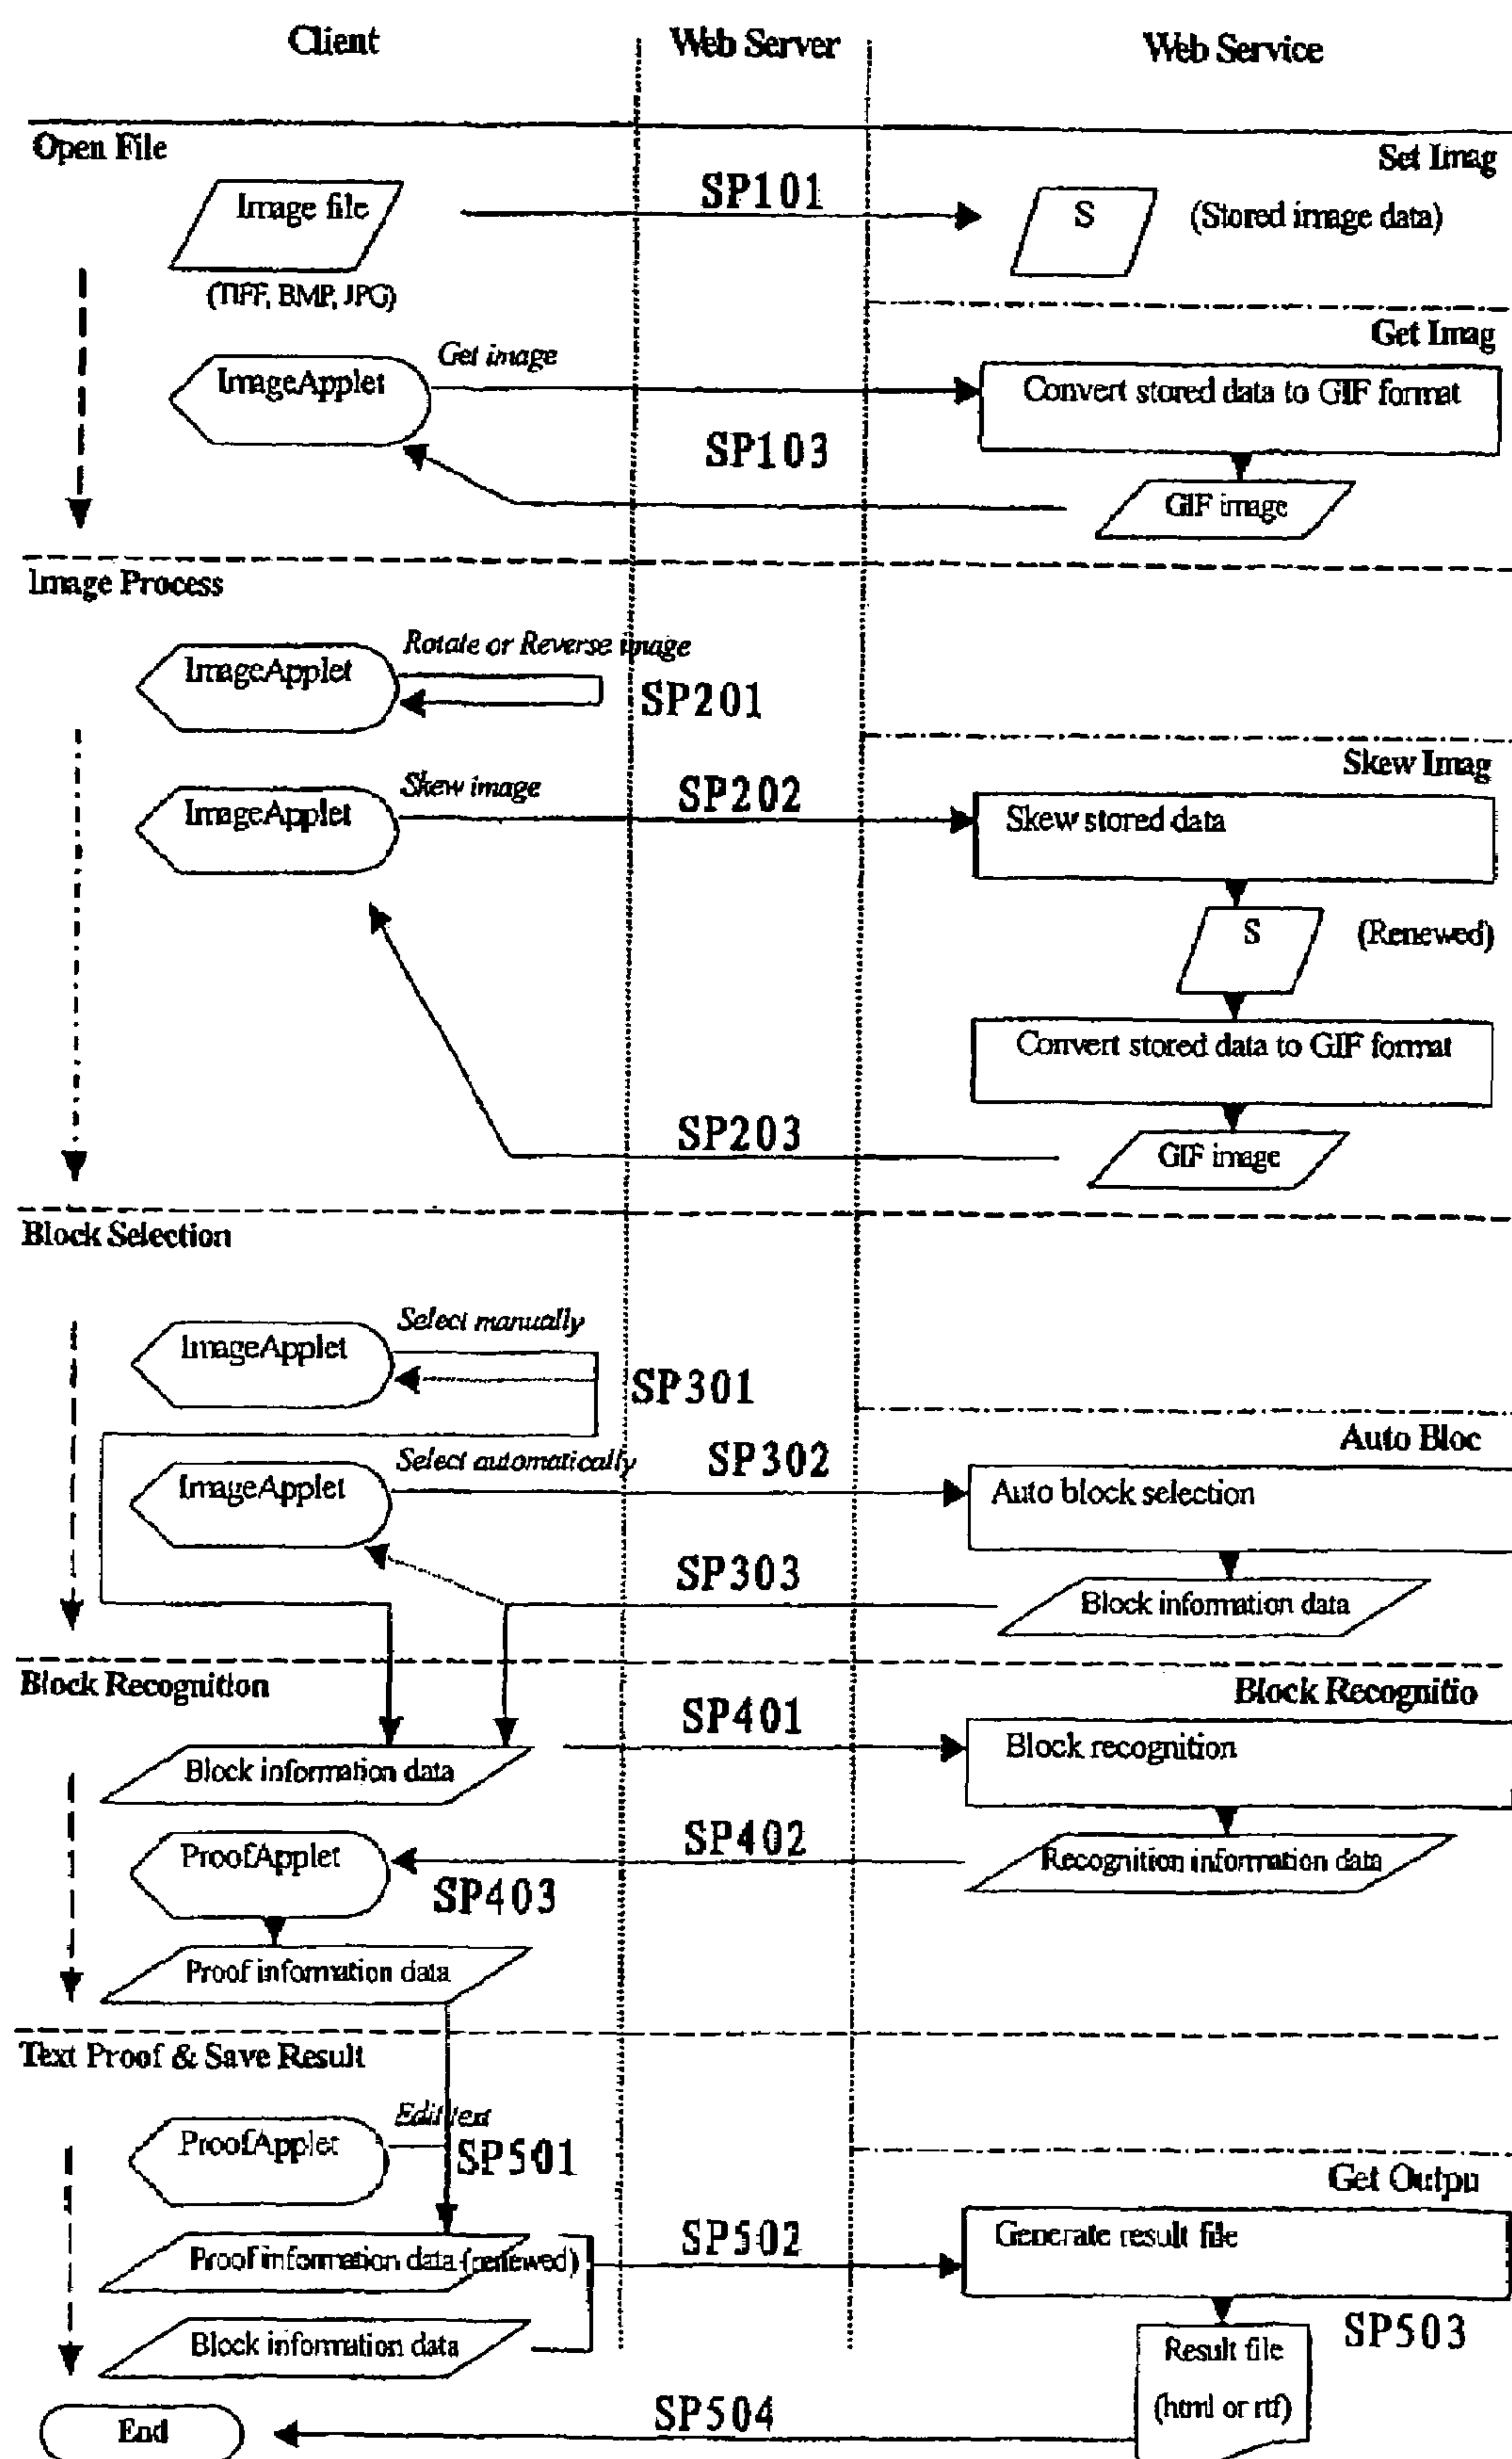 Client
Web Server
Web Service
Open File
Set Imag
Image file
SP101
S
(Stored image data)
(TIFF, BMP, JPG)
Get Imag
Get image
ImageApplet
Convert stored data to GIF format
SP103
GIF image
Image Process
Rotate or Reverse image
ImageApplet
SP201
Skew Imag
Skew image
SP202
ImageApplet
Skew stored data
S
(Renewed)
Convert stored data to GIF format
SP203
GIF image
Block Selection
Select manually
ImageApplet
SP301
Auto Bloc
Select automatically
SP302
ImageApplet
Auto block selection
SP303
Block information data
Block Recognition
Block Recognitio
SP401
Block recognition
Block information data
SP402
ProofApplet
Recognition information data
SP403
Proof information data
Text Proof & Save Result
Edit text
ProofApplet
SP501
Get Outpu
SP502
Generate result file
Proof information data (renewed)
SP503
Block information data
Result file
(html or rtf)
SP504
End